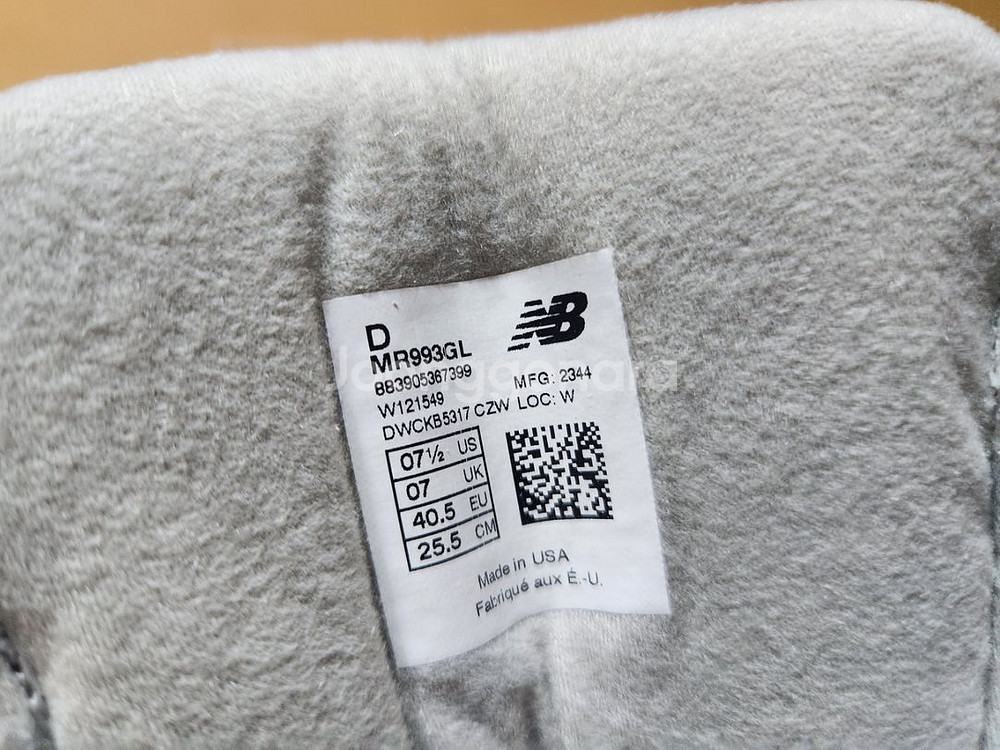 D
NB
MR993GL
883905367399
W121549 MFG: 2344
DWCKB5317 CZW LOC: W
07½ US
07 UK
40.5 EU
25.5 CM
Made in USA
Fabriqué aux É.-U.